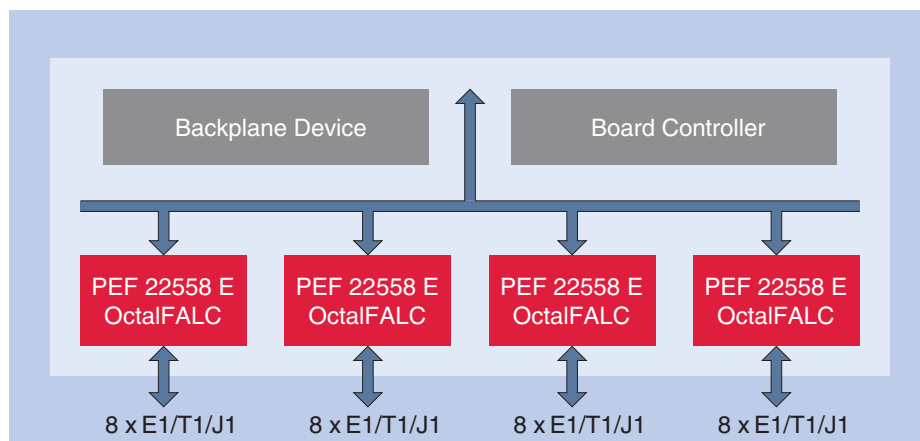 Backplane Device
Board Controller
PEF 22558 E
OctalFALC
PEF 22558 E
OctalFALC
PEF 22558 E
OctalFALC
PEF 22558 E
OctalFALC
8 x E1/T1/J1
8 x E1/T1/J1
8 x E1/T1/J1
8 x E1/T1/J1